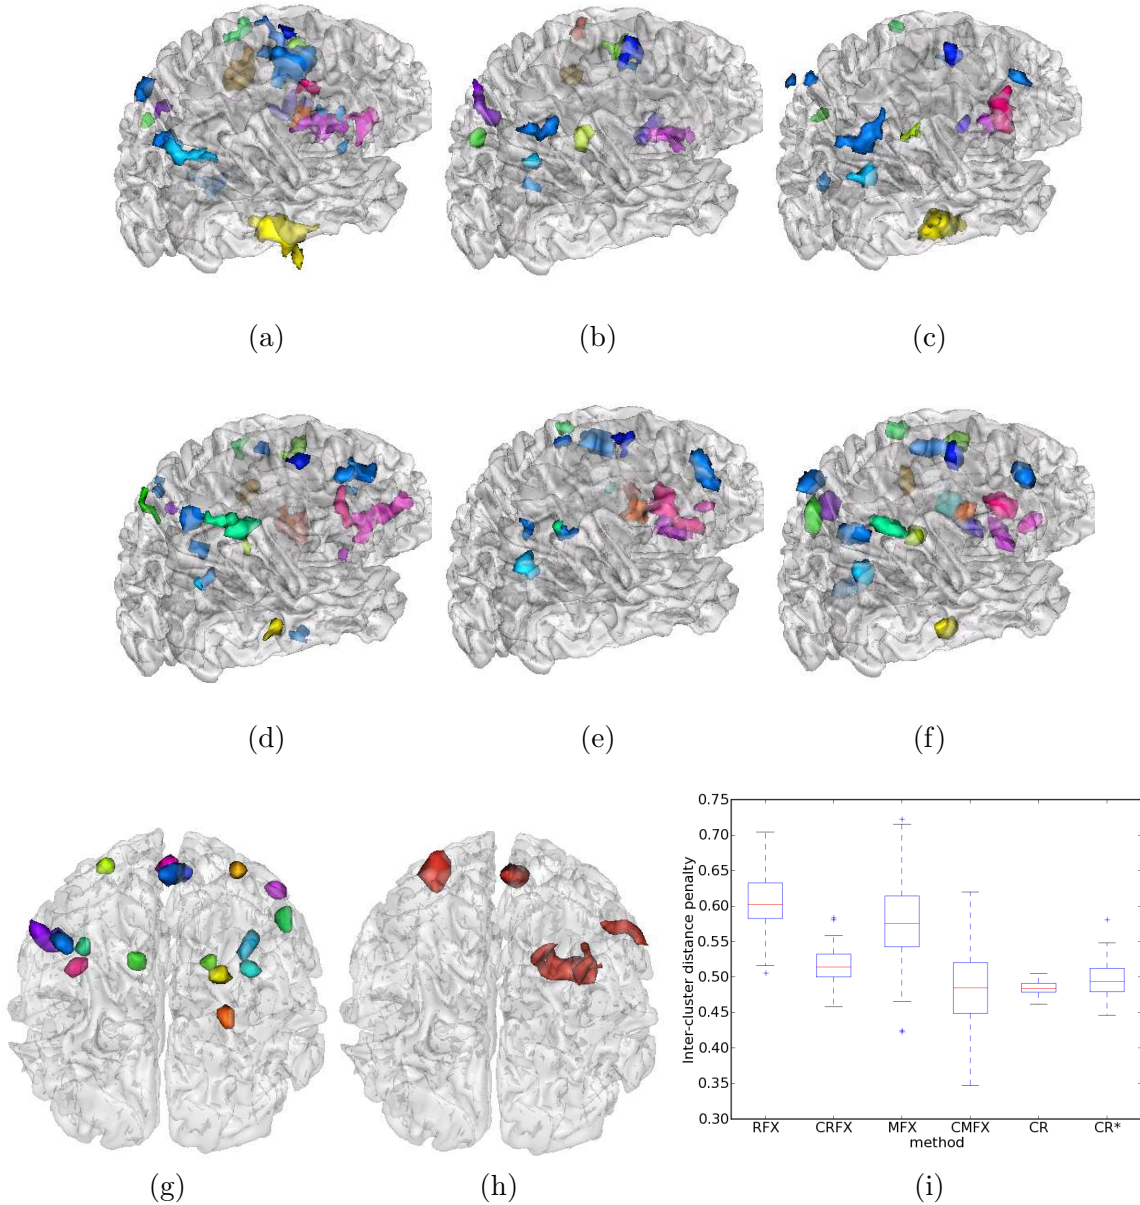 (a) (b) (c)
(d) (e) (f)
0.75
0.70
0.65
0.60
0.55
0.50
0.45
0.40
0.35
0.30
Inter-cluster distance penalty
RFX CRFX MFX CMFX CR CR*
method
(g) (h) (i)